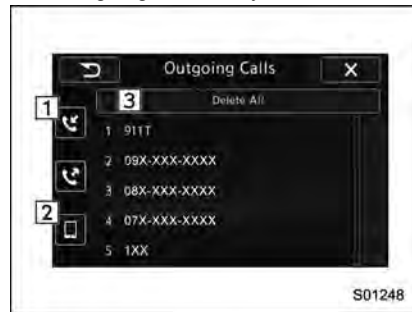 Outgoing Calls X
3 Delete All
1
1 911T
2 09X-XXX-XXXX
3 08X-XXX-XXXX
2
4 07X-XXX-XXXX
5 1XX
S01248